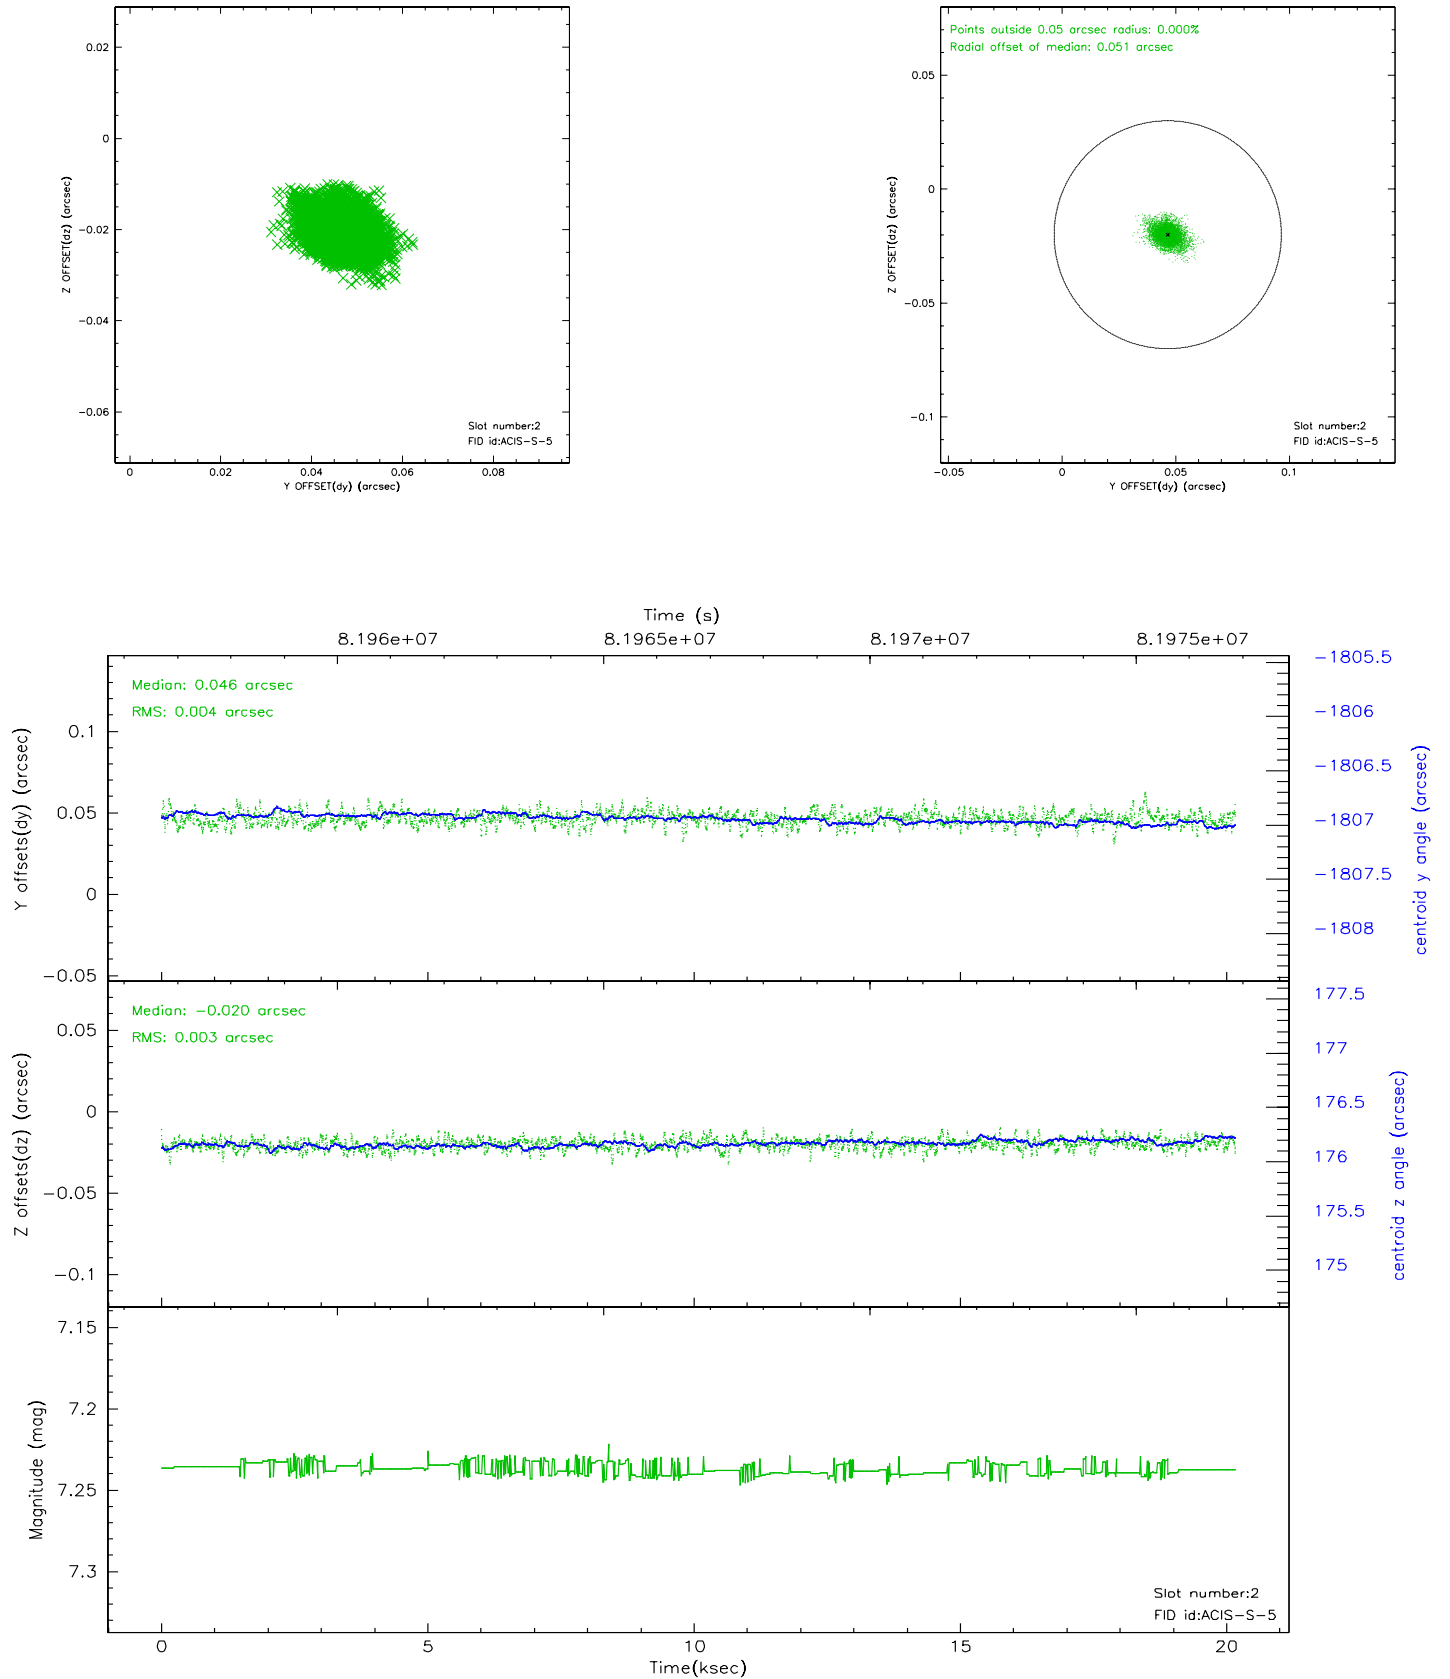 0.02
0
-0.02
-0.04
-0.06
Z OFFSET(dz) (arcsec)
Slot number:2
FID id:ACIS-S-5
0 0.02 0.04 0.06 0.08
Y OFFSET(dy) (arcsec)
Points outside 0.05 arcsec radius: 0.000%
Radial offset of median: 0.051 arcsec
0.05
0
-0.05
-0.1
Z OFFSET(dz) (arcsec)
Slot number:2
FID id:ACIS-S-5
-0.05 0 0.05 0.1
Y OFFSET(dy) (arcsec)
Time (s)
8.196e+07 8.1965e+07 8.197e+07 8.1975e+07
Median: 0.046 arcsec
RMS: 0.004 arcsec
0.1
0.05
0
-0.05
Y offsets(dy) (arcsec)
-1805.5
-1806
-1806.5
-1807
-1807.5
-1808
centroid y angle (arcsec)
Median: -0.020 arcsec
RMS: 0.003 arcsec
0.05
0
-0.05
-0.1
Z offsets(dz) (arcsec)
177.5
177
176.5
176
175.5
175
centroid z angle (arcsec)
7.15
7.2
7.25
7.3
Magnitude (mag)
Slot number:2
FID id:ACIS-S-5
0 5 10 15 20
Time(ksec)